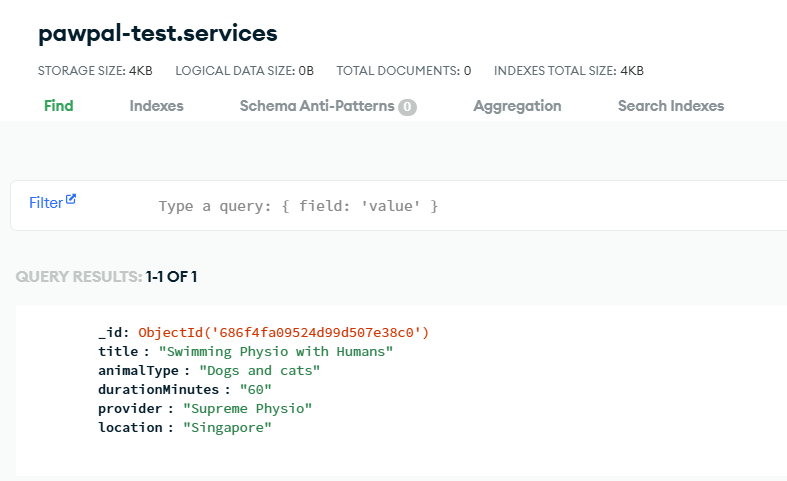 pawpal-test.services
STORAGE SIZE: 4KB LOGICAL DATA SIZE: 0B TOTAL DOCUMENTS: 0 INDEXES TOTAL SIZE: 4KB
Find Indexes Schema Anti-Patterns 0 Aggregation Search Indexes
Filter Type a query: { field: 'value' }
QUERY RESULTS: 1-1 OF 1
_id: ObjectId('686f4fa09524d99d507e38c0')
title : "Swimming Physio with Humans"
animalType : "Dogs and cats"
durationMinutes : "60"
provider : "Supreme Physio"
location : "Singapore"